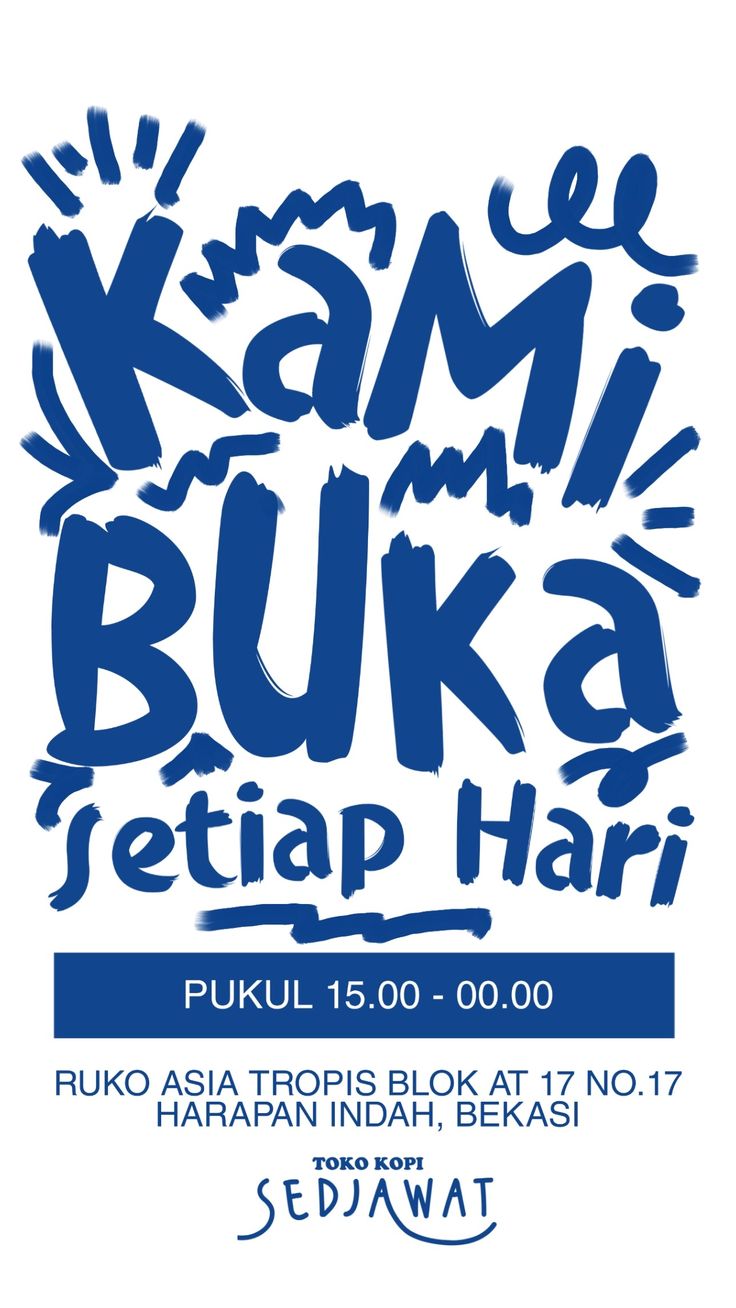 KaMi
BUKa
setiap Hari
PUKUL 15.00 - 00.00
RUKO ASIA TROPIS BLOK AT 17 NO.17
HARAPAN INDAH, BEKASI
TOKO KOPI
SEDJAWAT